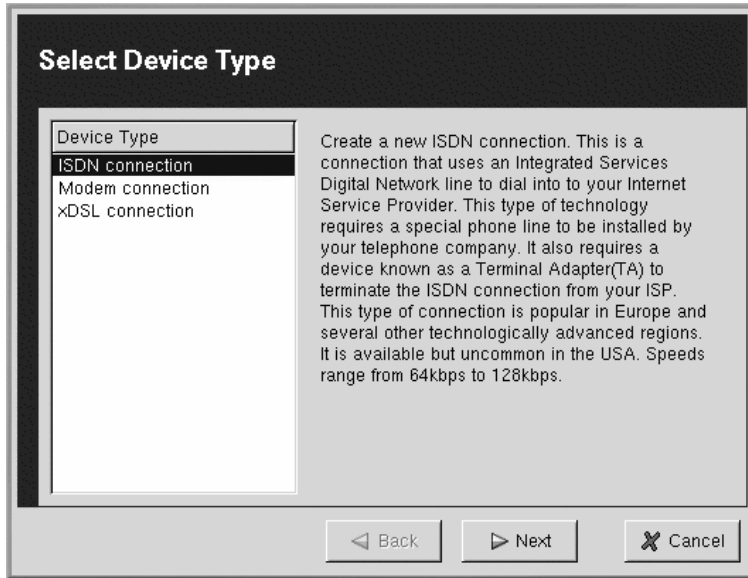 Select Device Type
Device Type
ISDN connection
Modem connection
xDSL connection
Create a new ISDN connection. This is a
connection that uses an Integrated Services
Digital Network line to dial into to your Internet
Service Provider. This type of technology
requires a special phone line to be installed by
your telephone company. It also requires a
device known as a Terminal Adapter(TA) to
terminate the ISDN connection from your ISP.
This type of connection is popular in Europe and
several other technologically advanced regions.
It is available but uncommon in the USA. Speeds
range from 64kbps to 128kbps.
Back
Next
Cancel